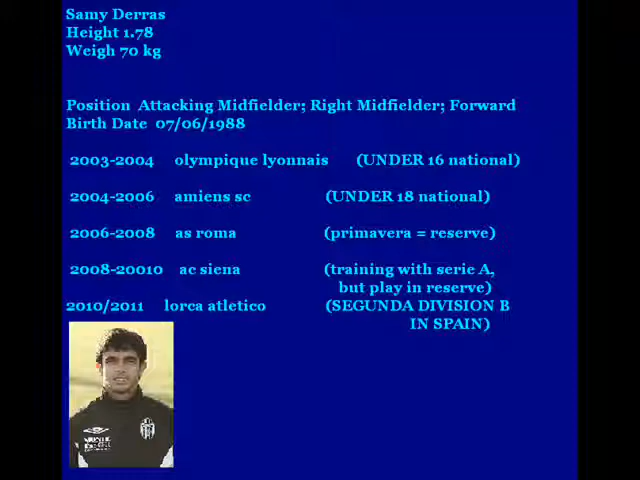 Samy Derras
Height 1.78
Weigh 70 kg
Position Attacking Midfielder; Right Midfielder; Forward
Birth Date 07/06/1988
2003-2004 olympique lyonnais (UNDER 16 national)
2004-2006 amiens sc (UNDER 18 national)
2006-2008 as roma (primavera = reserve)
2008-20010 ac siena (training with serie A,
but play in reserve)
2010/2011 lorca atletico (SEGUNDA DIVISION B
IN SPAIN)